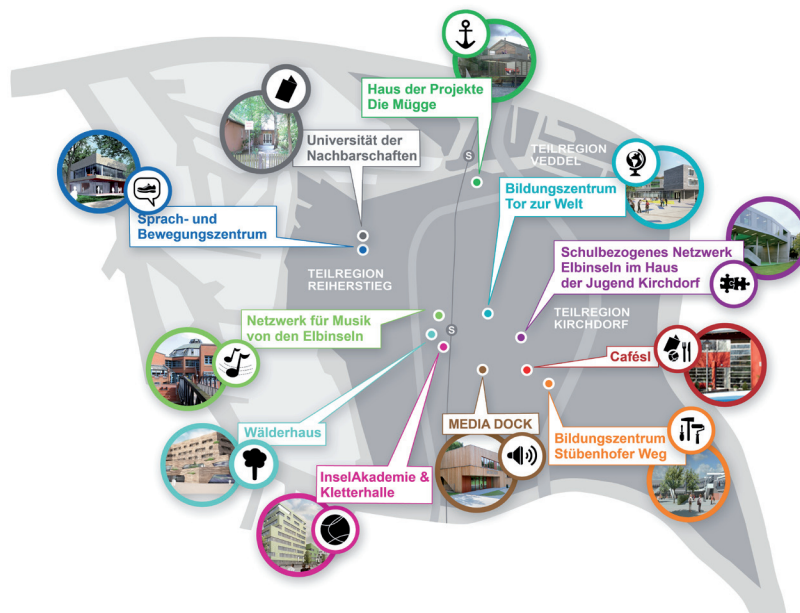 Haus der Projekte
Die Mügge
Universität der
Nachbarschaften
TEILREGION
VEDDEL
S
Bildungszentrum
Tor zur Welt
Sprach- und
Bewegungszentrum
Schulbezogenes Netzwerk
Elbinseln im Haus
der Jugend Kirchdorf
TEILREGION
REIHERSTIEG
TEILREGION
KIRCHDORF
Netzwerk für Musik
von den Elbinseln
S
Cafésl
Wälderhaus
MEDIA DOCK
Bildungszentrum
Stübenhofer Weg
InselAkademie &
Kletterhalle